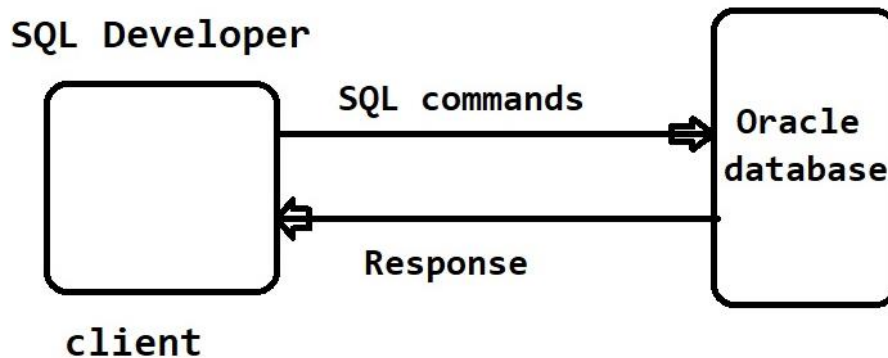 SQL Developer
SQL commands
Oracle
database
Response
client